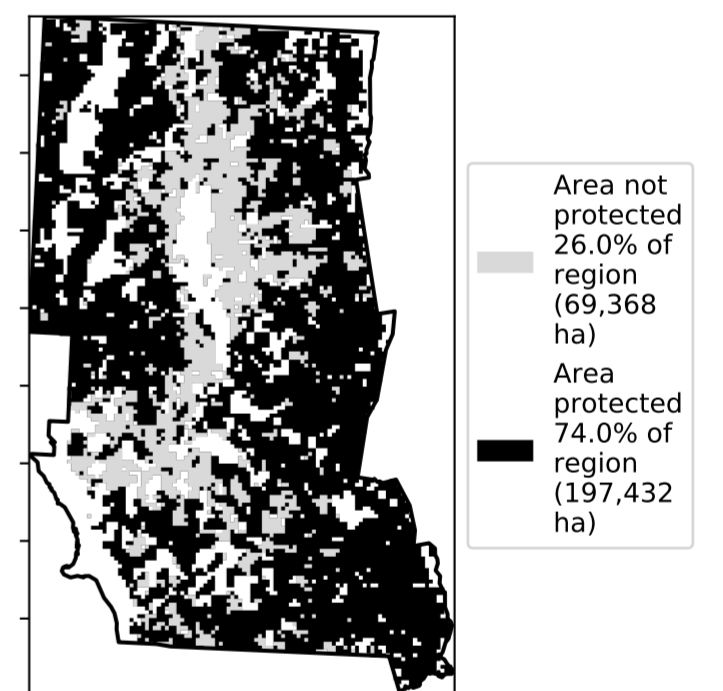 Area not
protected
26.0% of
region
(69,368
ha)
Area
protected
74.0% of
region
(197,432
ha)